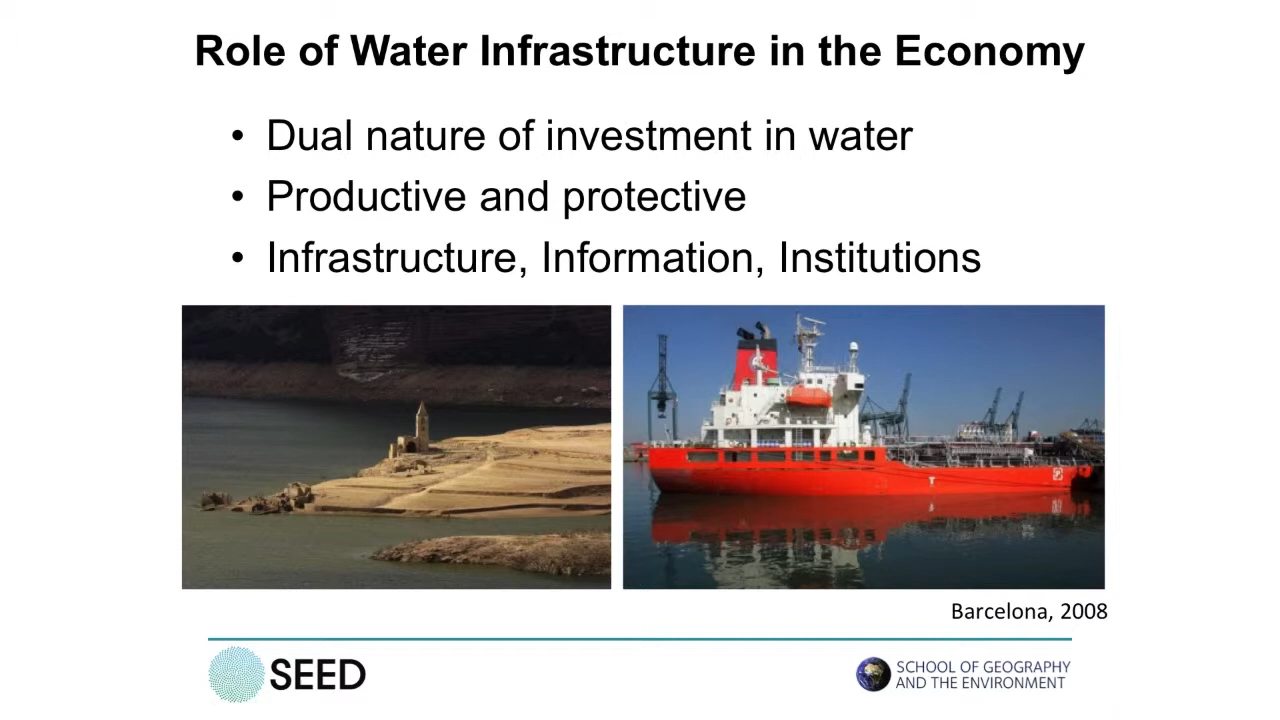 Role of Water Infrastructure in the Economy
• Dual nature of investment in water
• Productive and protective
• Infrastructure, Information, Institutions
Barcelona, 2008
SEED
SCHOOL OF GEOGRAPHY
AND THE ENVIRONMENT